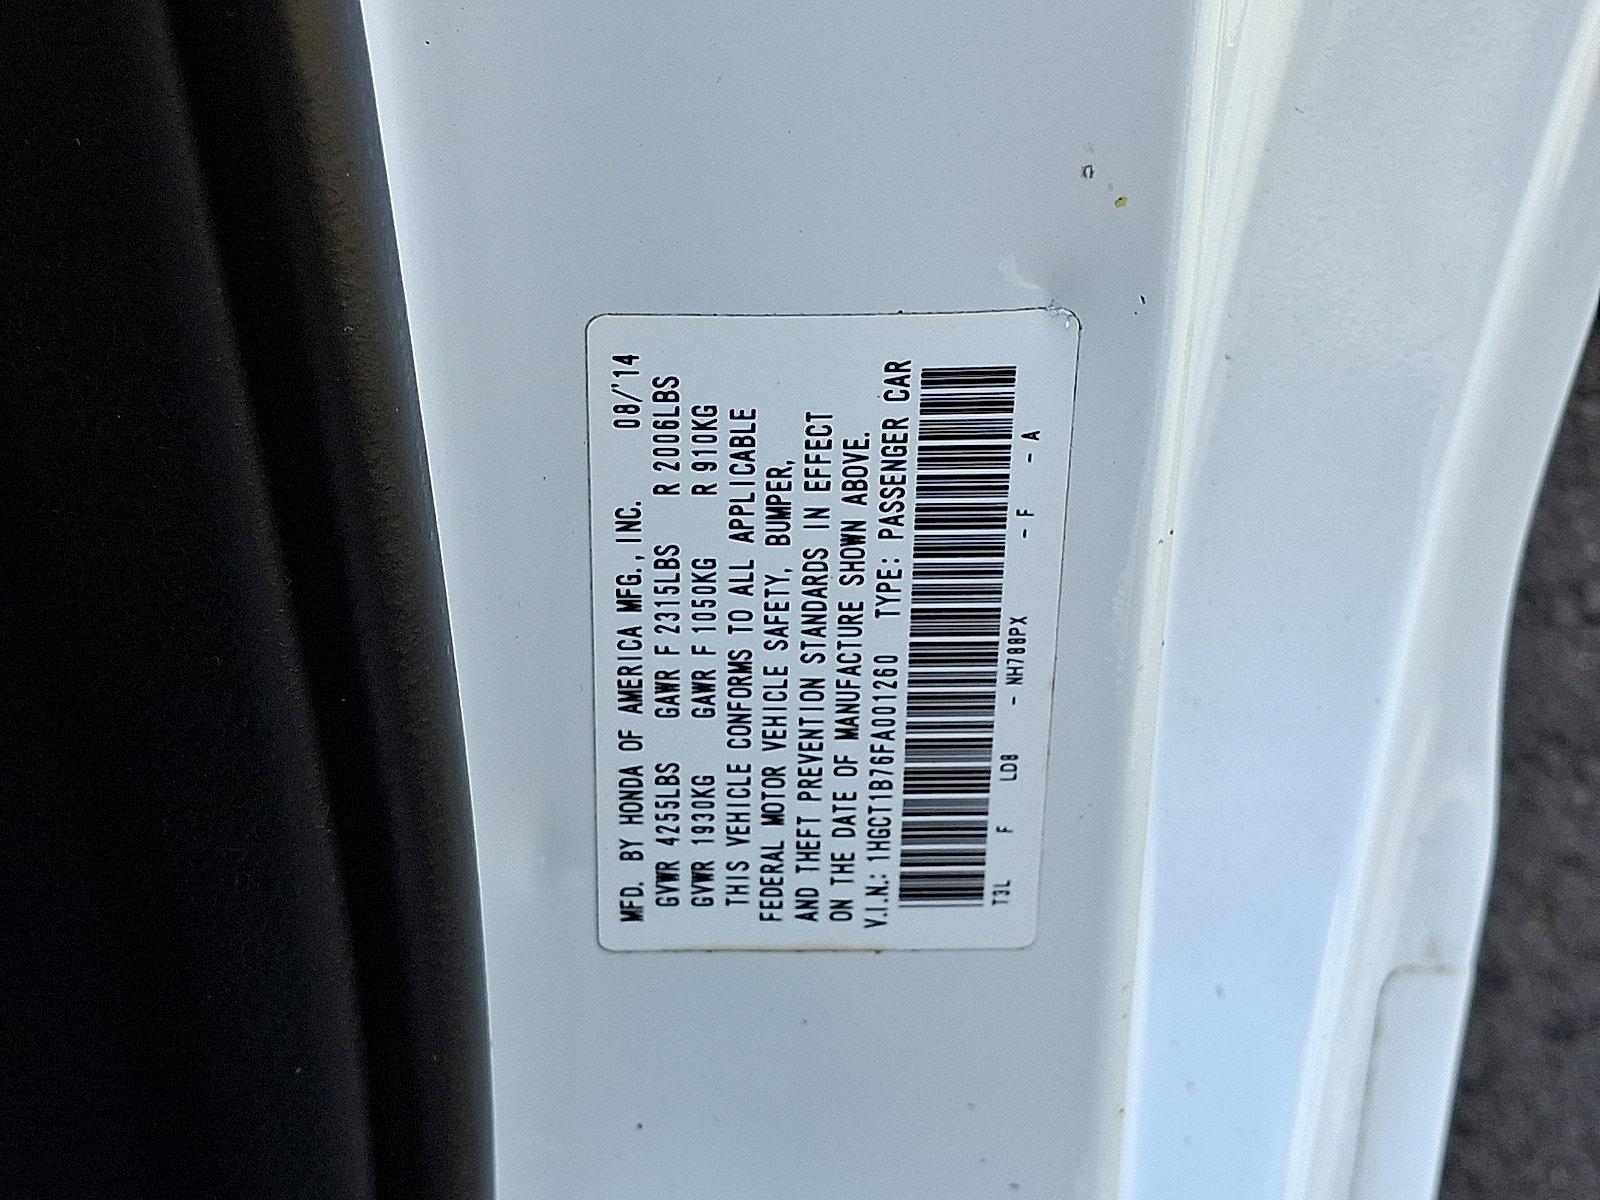 MFD. BY HONDA OF AMERICA MFG., INC. 08/'14
GVWR 4255LBS GAWR F 2315LBS R 2006LBS
GVWR 1930KG GAWR F 1050KG R 910KG
THIS VEHICLE CONFORMS TO ALL APPLICABLE
FEDERAL MOTOR VEHICLE SAFETY, BUMPER,
AND THEFT PREVENTION STANDARDS IN EFFECT
ON THE DATE OF MANUFACTURE SHOWN ABOVE.
V.I.N.: 1HGCT1B76FA001260 TYPE: PASSENGER CAR
T3L F LDB - NH788PX - F - A